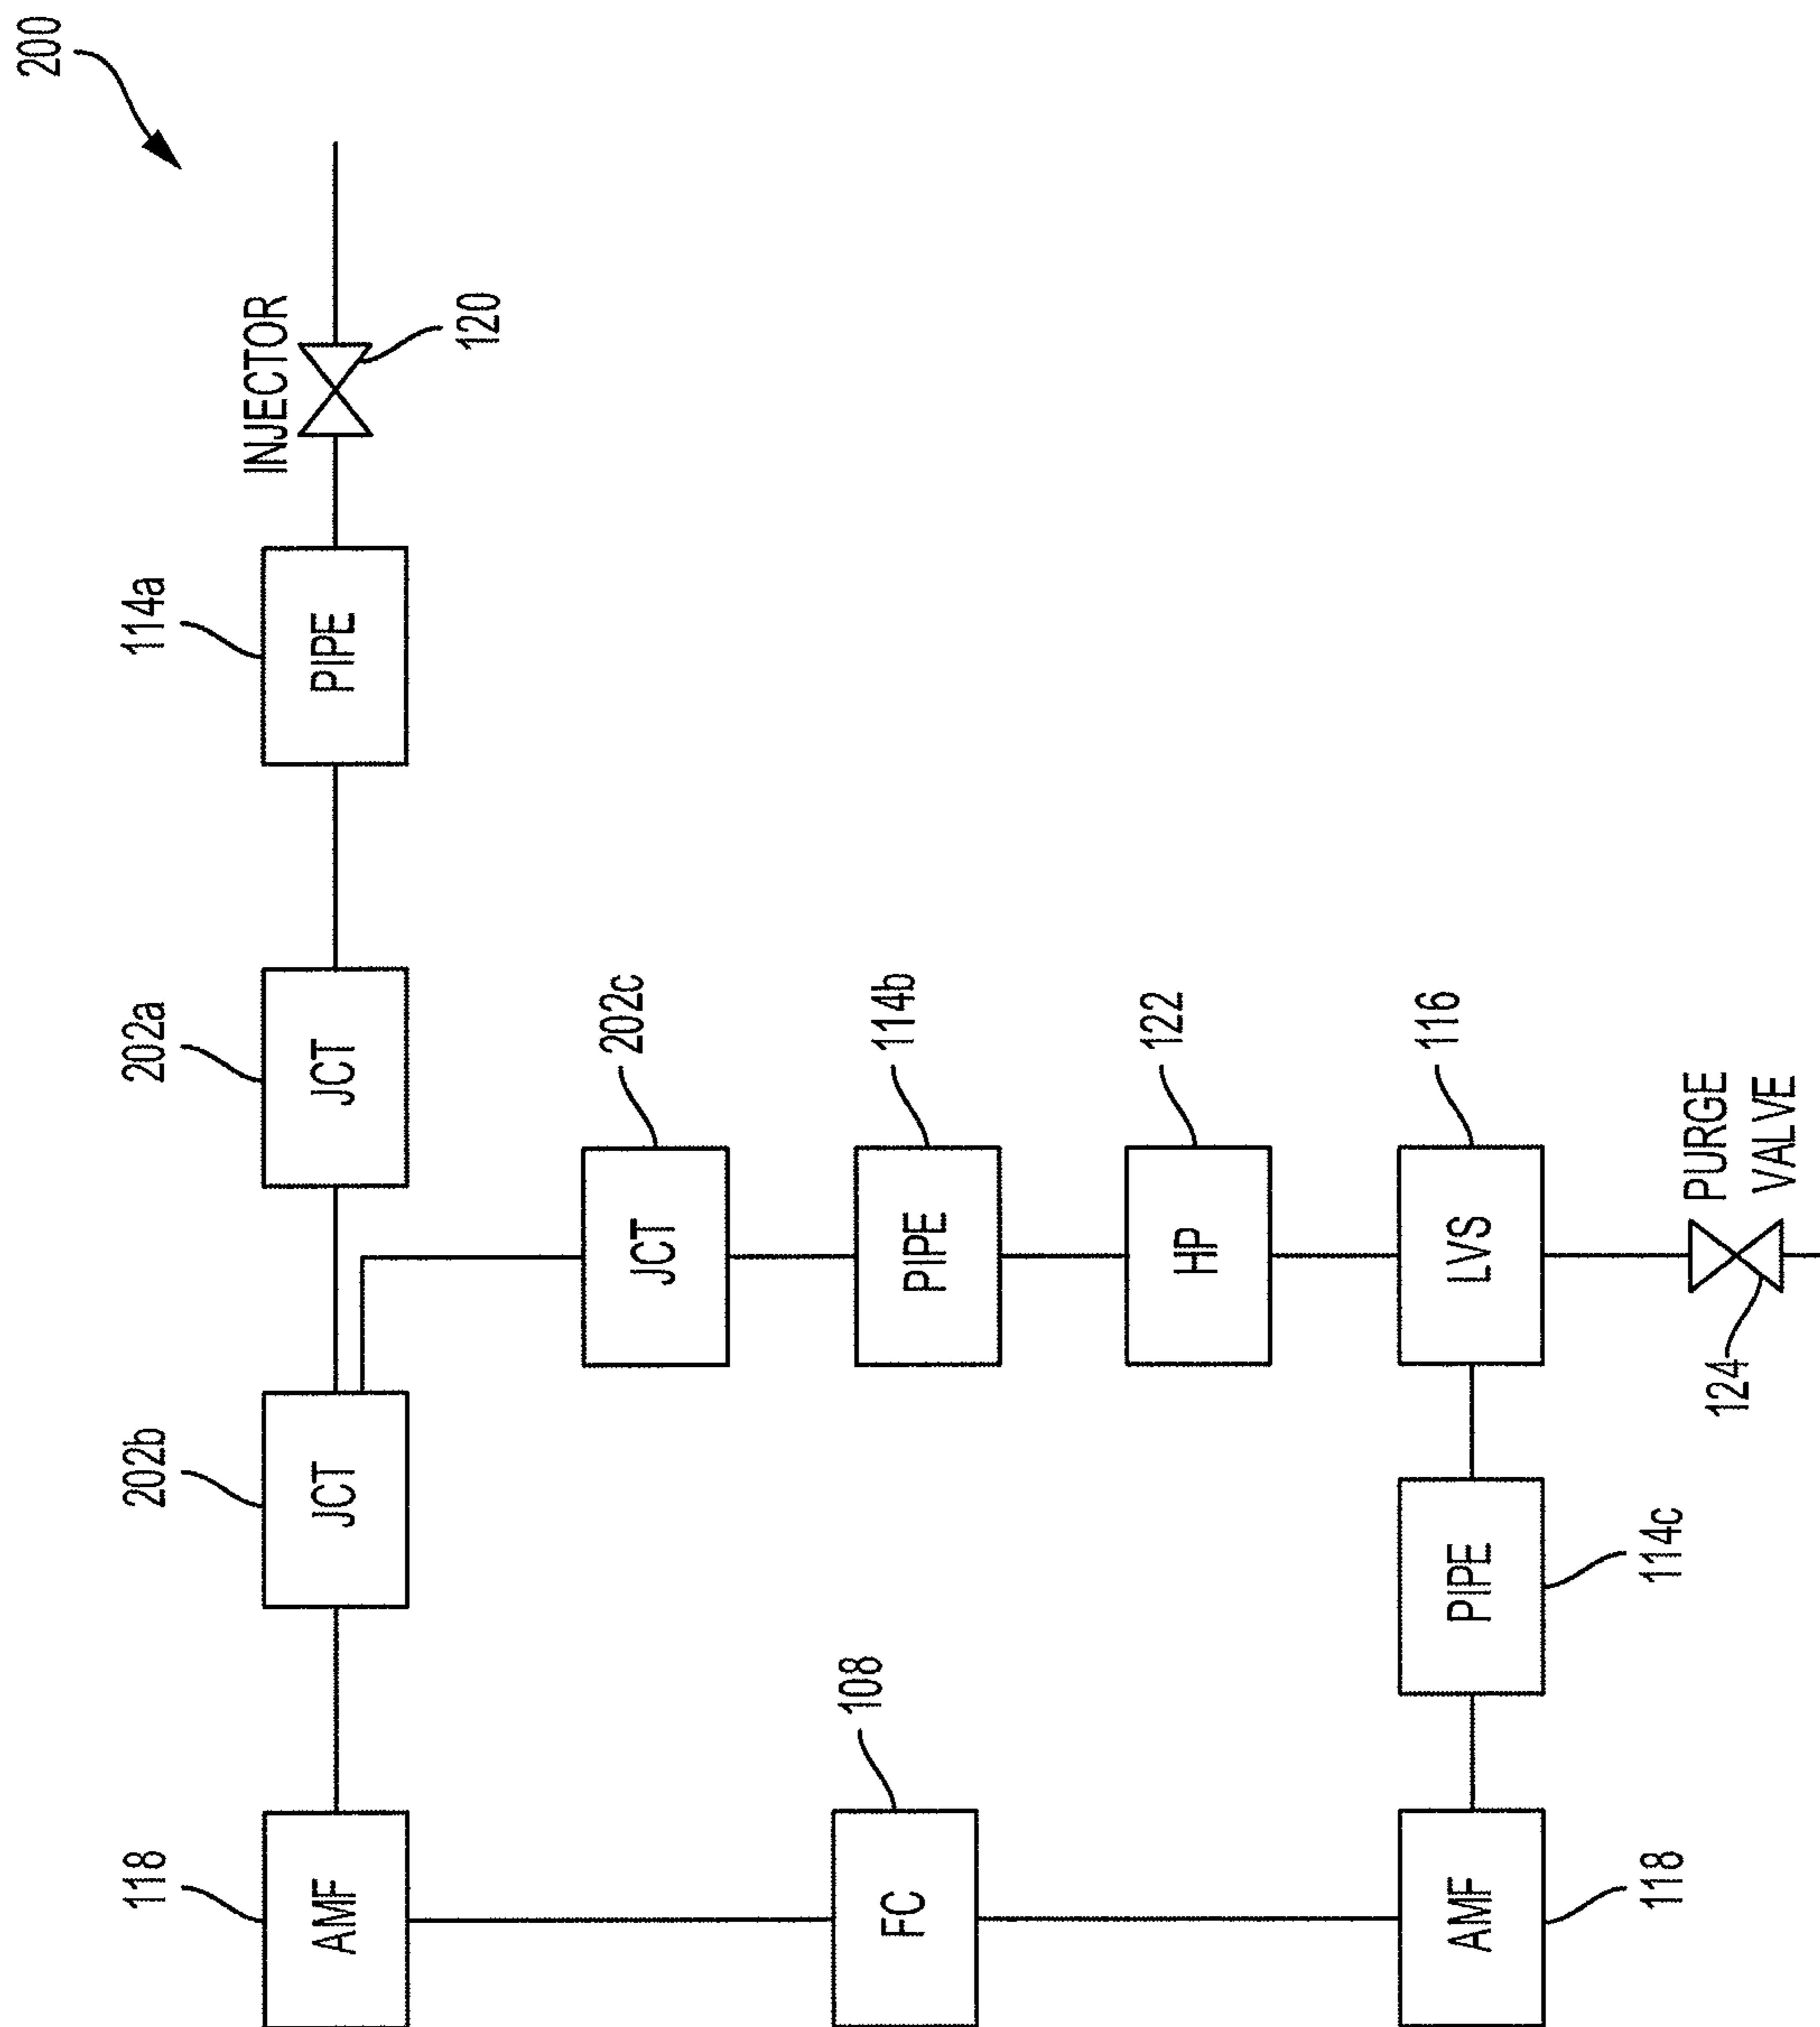 200
118
202b
202a
114a
INJECTOR
AMF
JCT
JCT
PIPE
120
202c
JCT
108
114b
FC
PIPE
122
HP
116
AMF
PIPE
LVS
118
114c
PURGE
VALVE
124